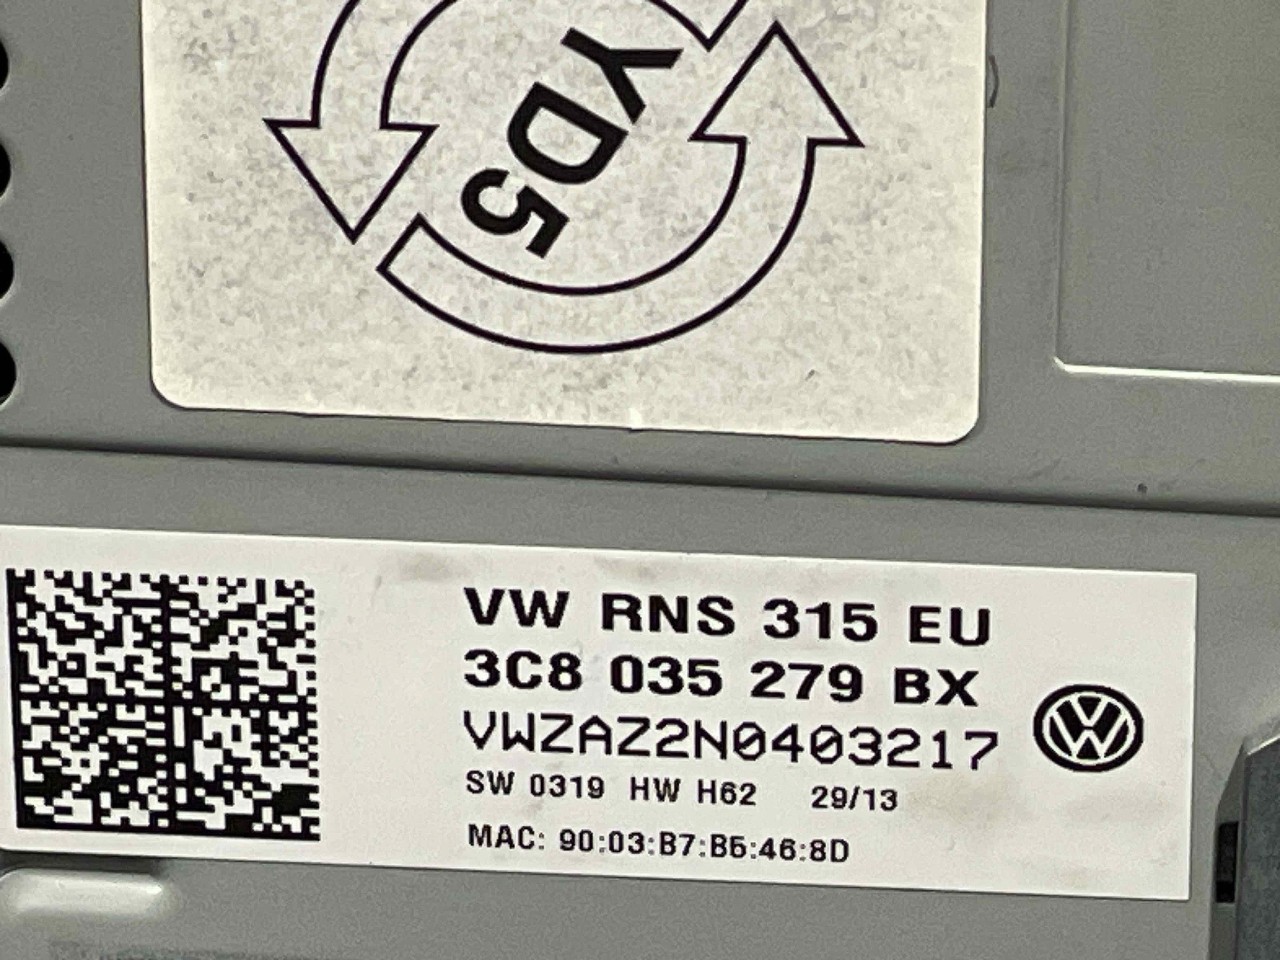 YD5
VW RNS 315 EU
3C8 035 279 BX
VWZAZ2N0403217
SW 0319 HW H62 29/13
MAC: 90:03:B7:B5:46:8D